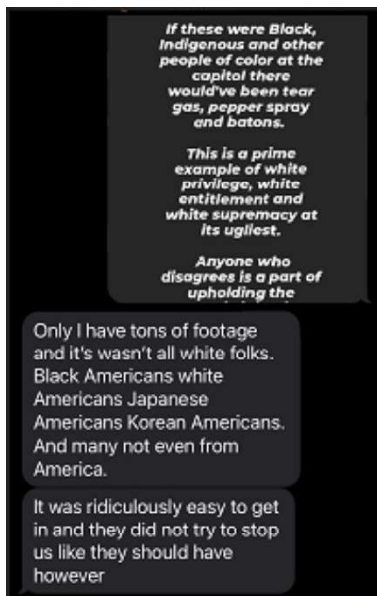 If these were Black,
Indigenous and other
people of color at the
capitol there
would've been tear
gas, pepper spray
and batons.
This is a prime
example of white
privilege, white
entitlement and
white supremacy at
its ugliest.
Anyone who
disagrees is a part of
upholding the
Only I have tons of footage
and it's wasn't all white folks.
Black Americans white
Americans Japanese
Americans Korean Americans.
And many not even from
America.
It was ridiculously easy to get
in and they did not try to stop
us like they should have
however